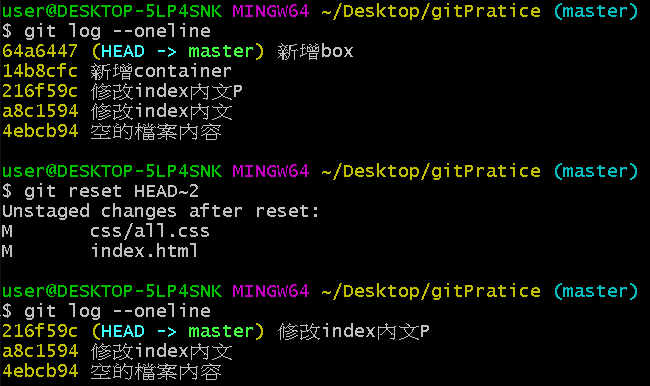 user@DESKTOP-5LP4SNK MINGW64 ~/Desktop/gitPratice (master)
$ git log --oneline
64a6447 (HEAD -> master) 新增box
14b8cfc 新增container
216f59c 修改index內文P
a8c1594 修改index內文
4ebcb94 空的檔案內容
user@DESKTOP-5LP4SNK MINGW64 ~/Desktop/gitPratice (master)
$ git reset HEAD~2
Unstaged changes after reset:
M       css/all.css
M       index.html
user@DESKTOP-5LP4SNK MINGW64 ~/Desktop/gitPratice (master)
$ git log --oneline
216f59c (HEAD -> master) 修改index內文P
a8c1594 修改index內文
4ebcb94 空的檔案內容